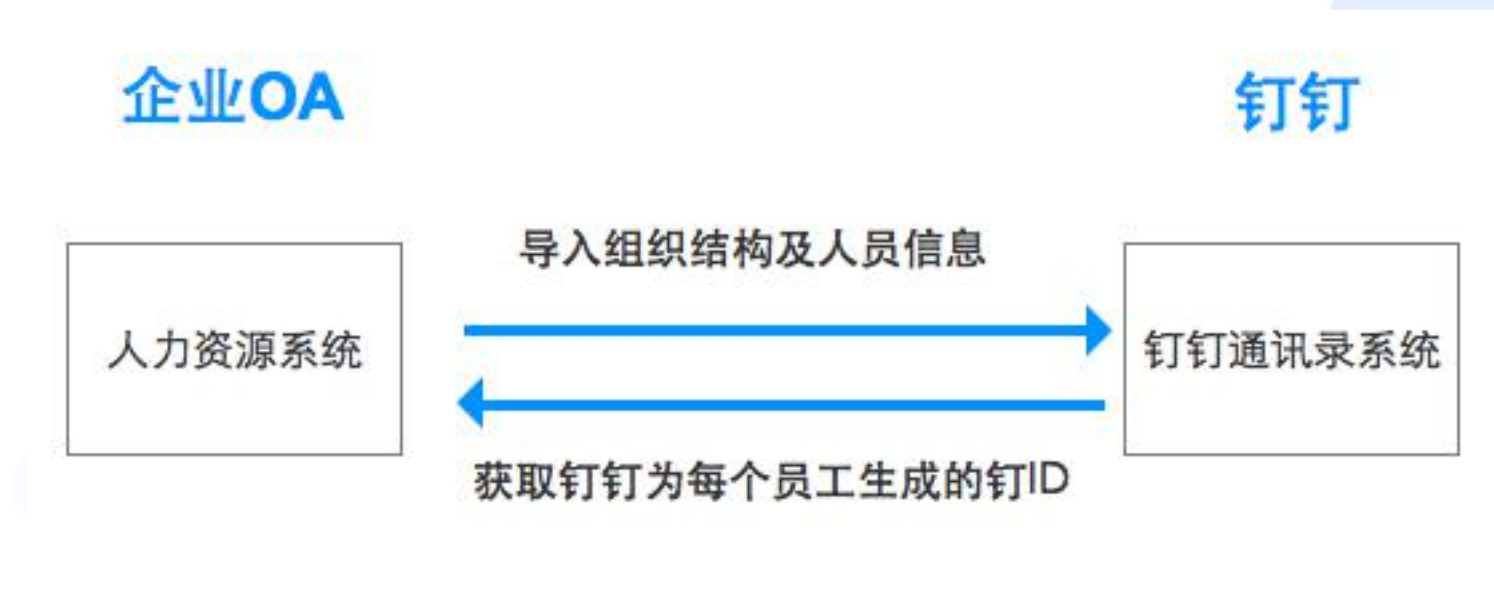 企业OA
钉钉
导入组织结构及人员信息
人力资源系统
钉钉通讯录系统
获取钉钉为每个员工生成的钉ID